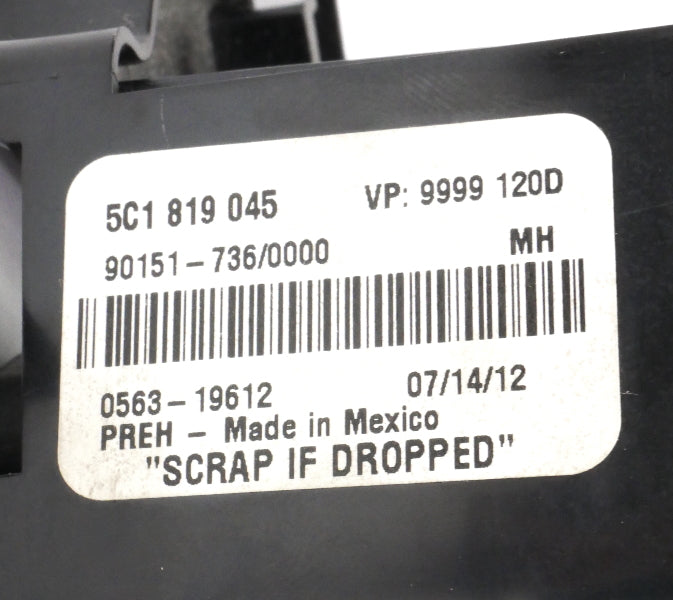 5C1 819 045 VP: 9999 120D
90151-736/0000 MH
0563-19612 07/14/12
PREH - Made in Mexico
"SCRAP IF DROPPED"